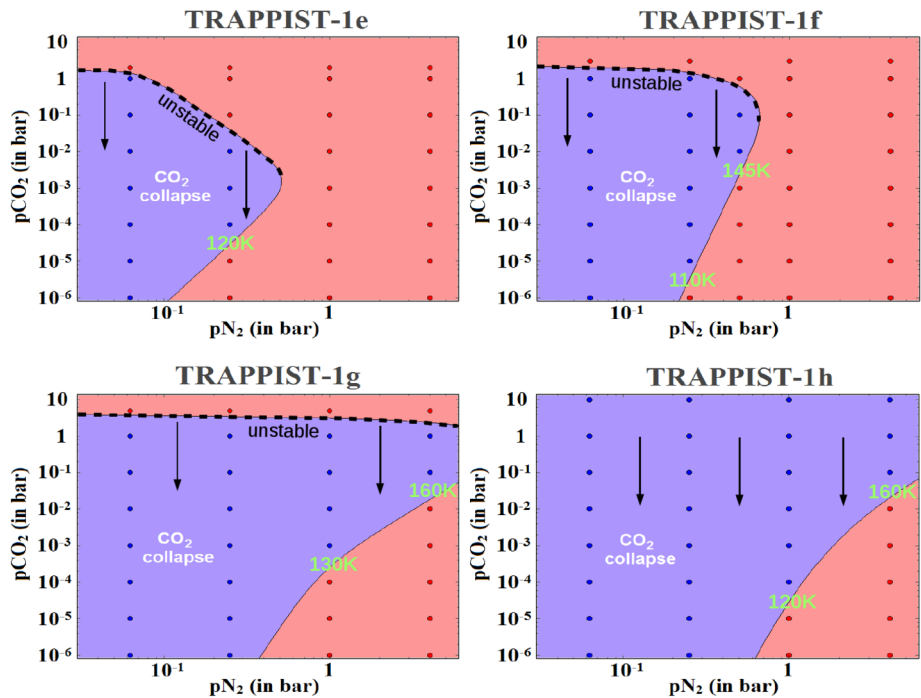 TRAPPIST-1e
10
1
10⁻¹
10⁻²
10⁻³
10⁻⁴
10⁻⁵
10⁻⁶
pCO₂ (in bar)
unstable
CO₂
collapse
120K
10⁻¹
1
pN₂ (in bar)
TRAPPIST-1f
10
1
10⁻¹
10⁻²
10⁻³
10⁻⁴
10⁻⁵
10⁻⁶
pCO₂ (in bar)
unstable
CO₂
collapse
145K
110K
10⁻¹
1
pN₂ (in bar)
TRAPPIST-1g
10
1
10⁻¹
10⁻²
10⁻³
10⁻⁴
10⁻⁵
10⁻⁶
pCO₂ (in bar)
unstable
160K
CO₂
collapse
130K
10⁻¹
1
pN₂ (in bar)
TRAPPIST-1h
10
1
10⁻¹
10⁻²
10⁻³
10⁻⁴
10⁻⁵
10⁻⁶
pCO₂ (in bar)
160K
CO₂
collapse
120K
10⁻¹
1
pN₂ (in bar)